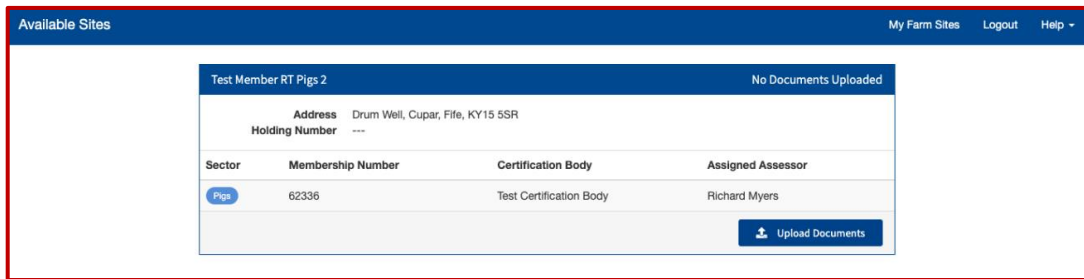 Available Sites My Farm Sites Logout Help
Test Member RT Pigs 2 No Documents Uploaded
Address Drum Well, Cupar, Fife, KY15 5SR
Holding Number ---
Sector Membership Number Certification Body Assigned Assessor
Pigs 62336 Test Certification Body Richard Myers
Upload Documents